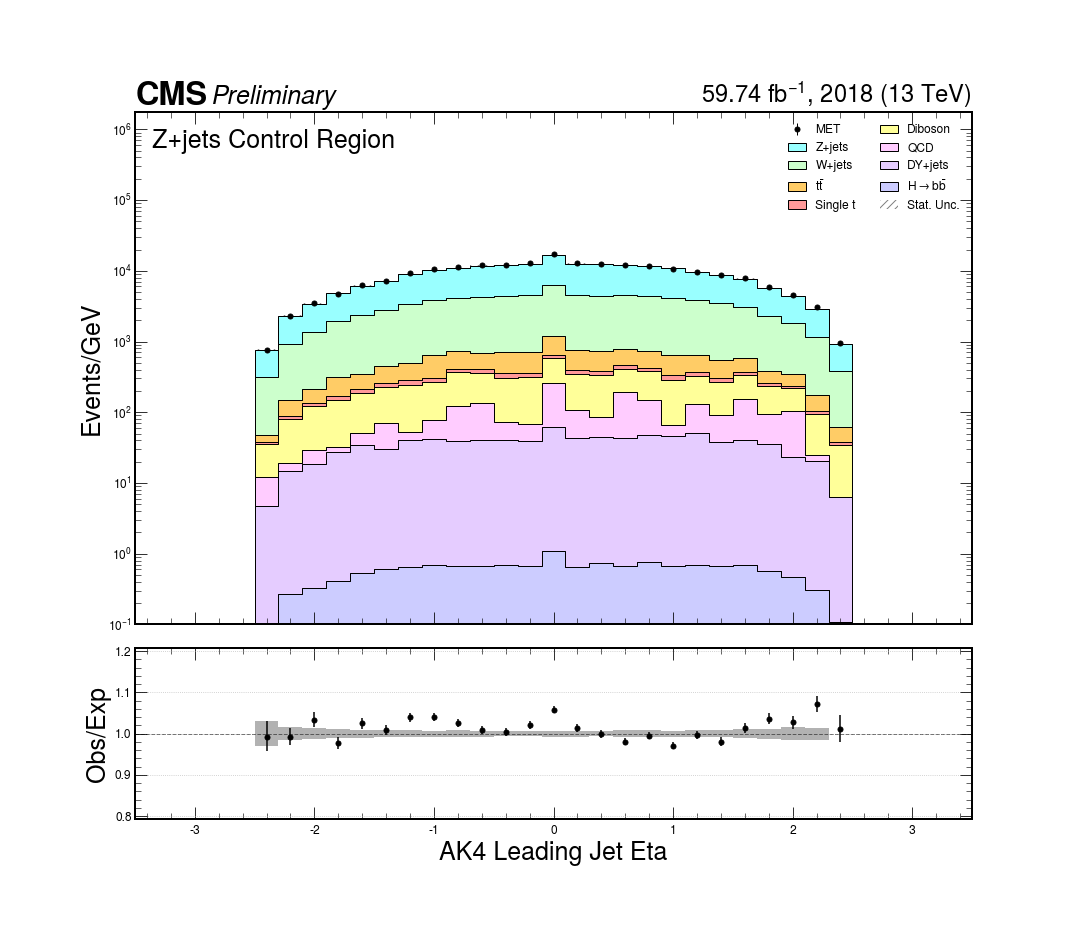 CMS Preliminary
59.74 fb⁻¹, 2018 (13 TeV)
Z+jets Control Region
MET
Z+jets
W+jets
tt̄
Single t
Diboson
QCD
DY+jets
H→bb̄
Stat. Unc.
Events/GeV
10⁶
10⁵
10⁴
10³
10²
10¹
10⁰
10⁻¹
Obs/Exp
1.2
1.1
1.0
0.9
0.8
-3 -2 -1 0 1 2 3
AK4 Leading Jet Eta